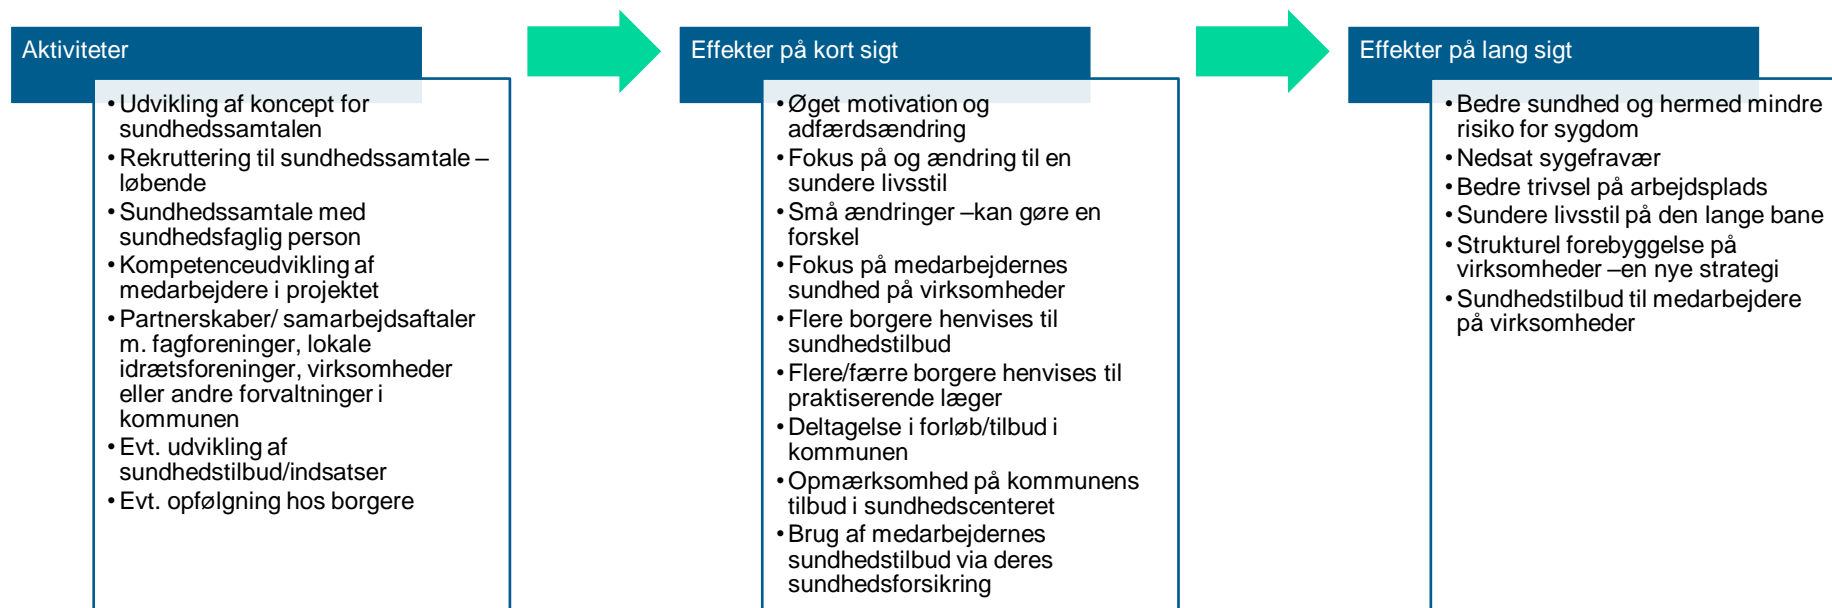 Aktiviteter
• Udvikling af koncept for
sundhedssamtalen
• Rekruttering til sundhedssamtale –
løbende
• Sundhedssamtale med
sundhedsfaglig person
• Kompetenceudvikling af
medarbejdere i projektet
• Partnerskaber/ samarbejdsaftaler
m. fagforeninger, lokale
idrætsforeninger, virksomheder
eller andre forvaltninger i
kommunen
• Evt. udvikling af
sundhedstilbud/indsatser
• Evt. opfølgning hos borgere
Effekter på kort sigt
• Øget motivation og
adfærdsændring
• Fokus på og ændring til en
sundere livsstil
• Små ændringer –kan gøre en
forskel
• Fokus på medarbejdernes
sundhed på virksomheder
• Flere borgere henvises til
sundhedstilbud
• Flere/færre borgere henvises til
praktiserende læger
• Deltagelse i forløb/tilbud i
kommunen
• Opmærksomhed på kommunens
tilbud i sundhedscenteret
• Brug af medarbejdernes
sundhedstilbud via deres
sundhedsforsikring
Effekter på lang sigt
• Bedre sundhed og hermed mindre
risiko for sygdom
• Nedsat sygefravær
• Bedre trivsel på arbejdsplads
• Sundere livsstil på den lange bane
• Strukturel forebyggelse på
virksomheder –en nye strategi
• Sundhedstilbud til medarbejdere
på virksomheder